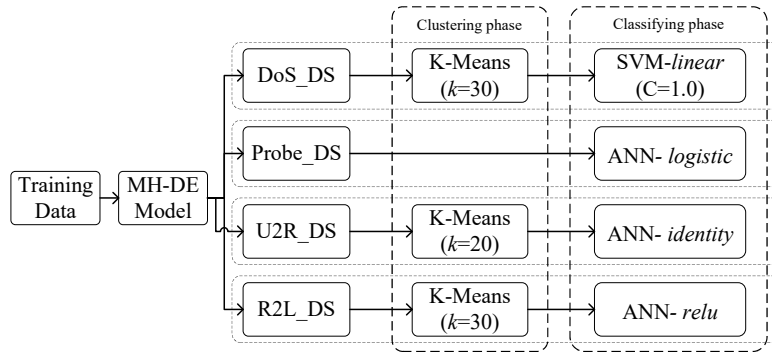 Clustering phase
Classifying phase
DoS_DS
K-Means
(k=30)
SVM-linear
(C=1.0)
Probe_DS
ANN- logistic
Training
Data
MH-DE
Model
U2R_DS
K-Means
(k=20)
ANN- identity
R2L_DS
K-Means
(k=30)
ANN- relu